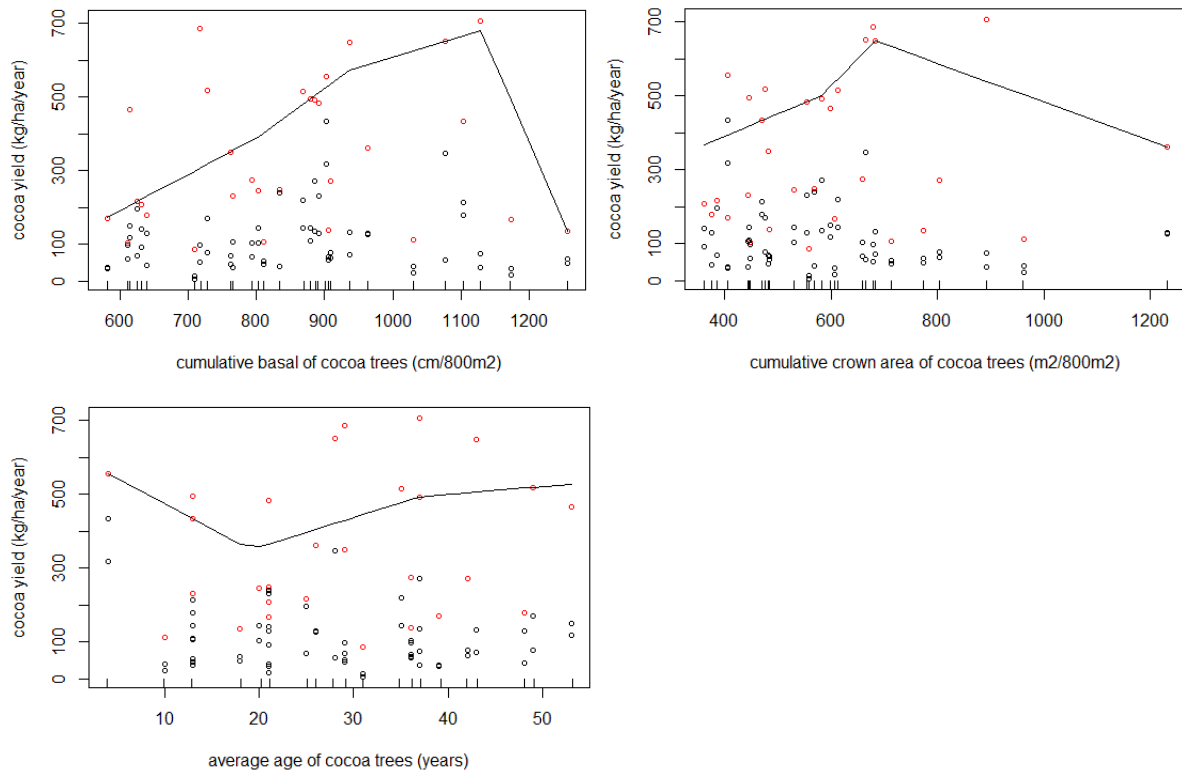 700
500
300
100
0
cocoa yield (kg/ha/year)
600 700 800 900 1000 1100 1200
cumulative basal of cocoa trees (cm/800m2)
700
500
300
100
0
cocoa yield (kg/ha/year)
400 600 800 1000 1200
cumulative crown area of cocoa trees (m2/800m2)
700
500
300
100
0
cocoa yield (kg/ha/year)
10 20 30 40 50
average age of cocoa trees (years)